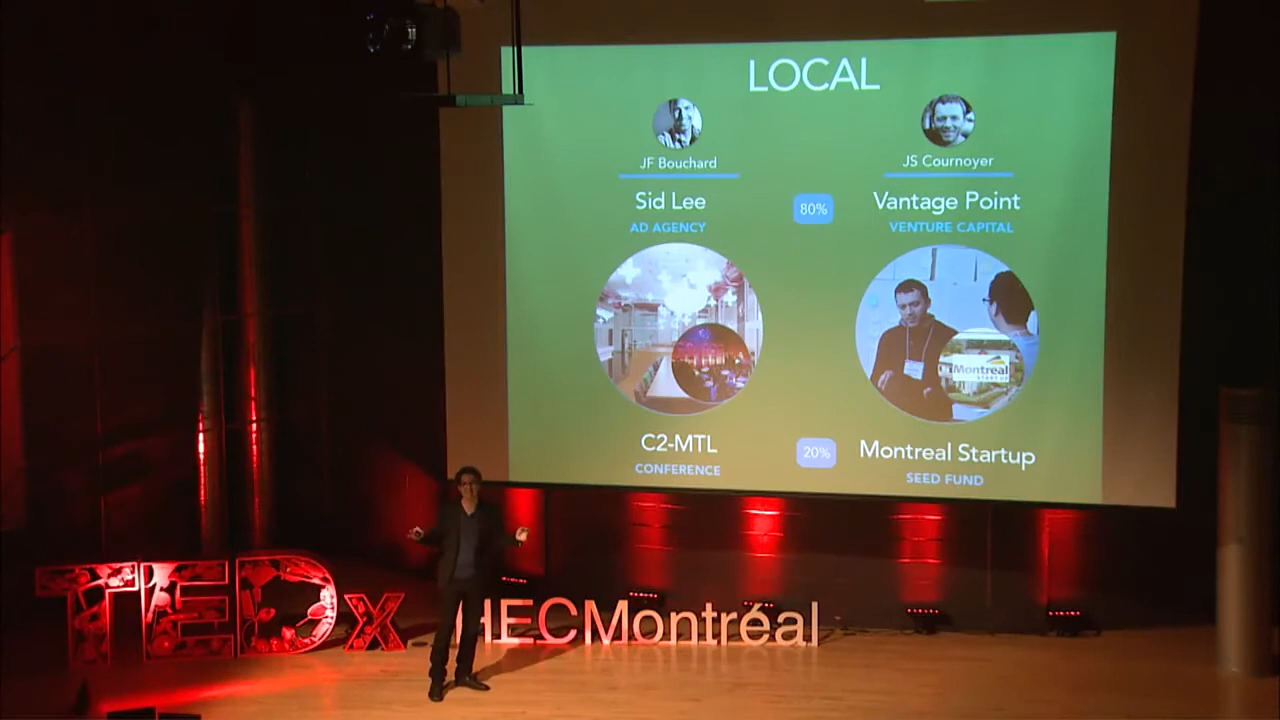 LOCAL
JF Bouchard
JS Cournoyer
Sid Lee
80%
Vantage Point
AD AGENCY
VENTURE CAPITAL
Montreal
STARTUP
C2-MTL
20%
Montreal Startup
CONFERENCE
SEED FUND
TEDx
HECMontréal